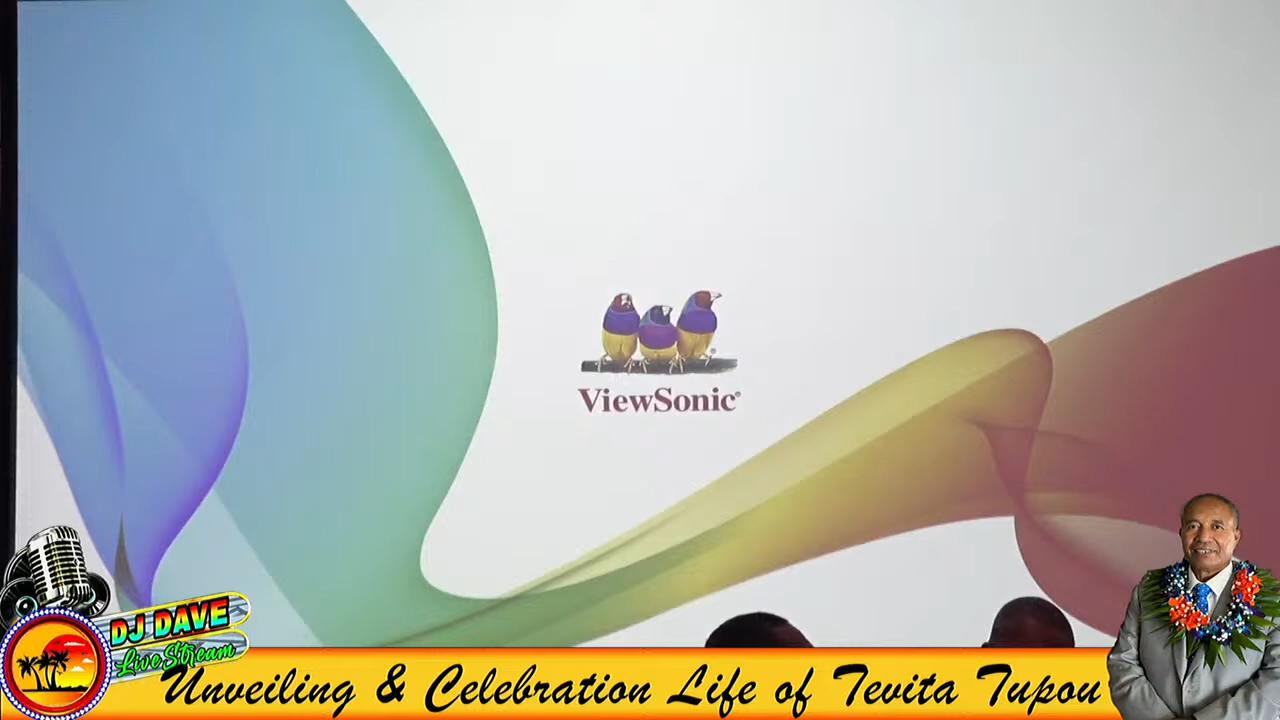 ViewSonic®
DJ DAVE
Live Stream
Unveiling & Celebration Life of Tevita Tupou